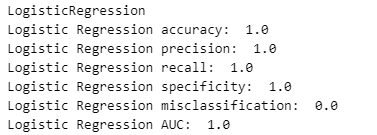 LogisticRegression
Logistic Regression accuracy:  1.0
Logistic Regression precision:  1.0
Logistic Regression recall:  1.0
Logistic Regression specificity:  1.0
Logistic Regression misclassification:  0.0
Logistic Regression AUC:  1.0